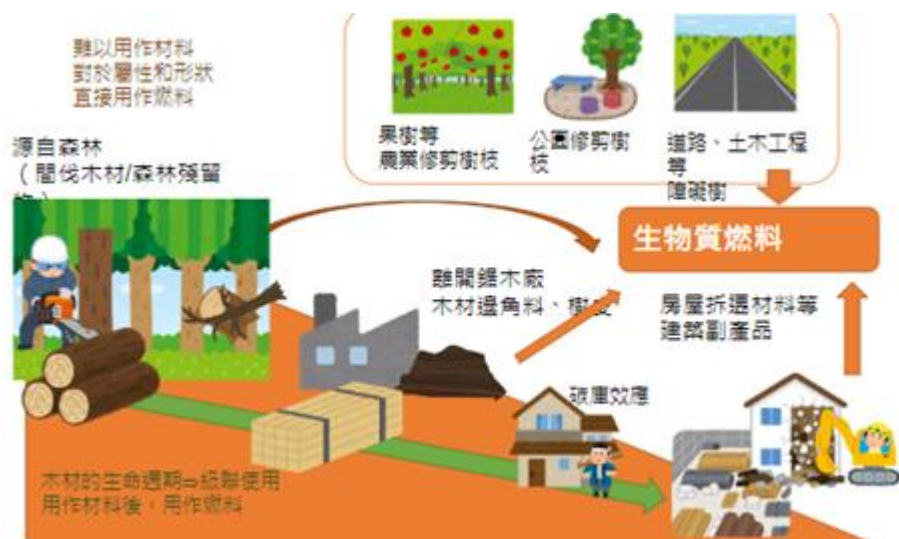 難以用作材料
對於屬性和形狀
直接用作燃料
源自森林
（間伐木材/森林殘留
果樹等
農業修剪樹枝
公園修剪樹
枝
道路、土木工程
等
障礙樹
生物質燃料
離開鋸木廠
木材邊角料、樹
房屋拆遷材料等
建築副產品
碳庫效應
木材的生命週期⇒級聯使用
用作材料後，用作燃料